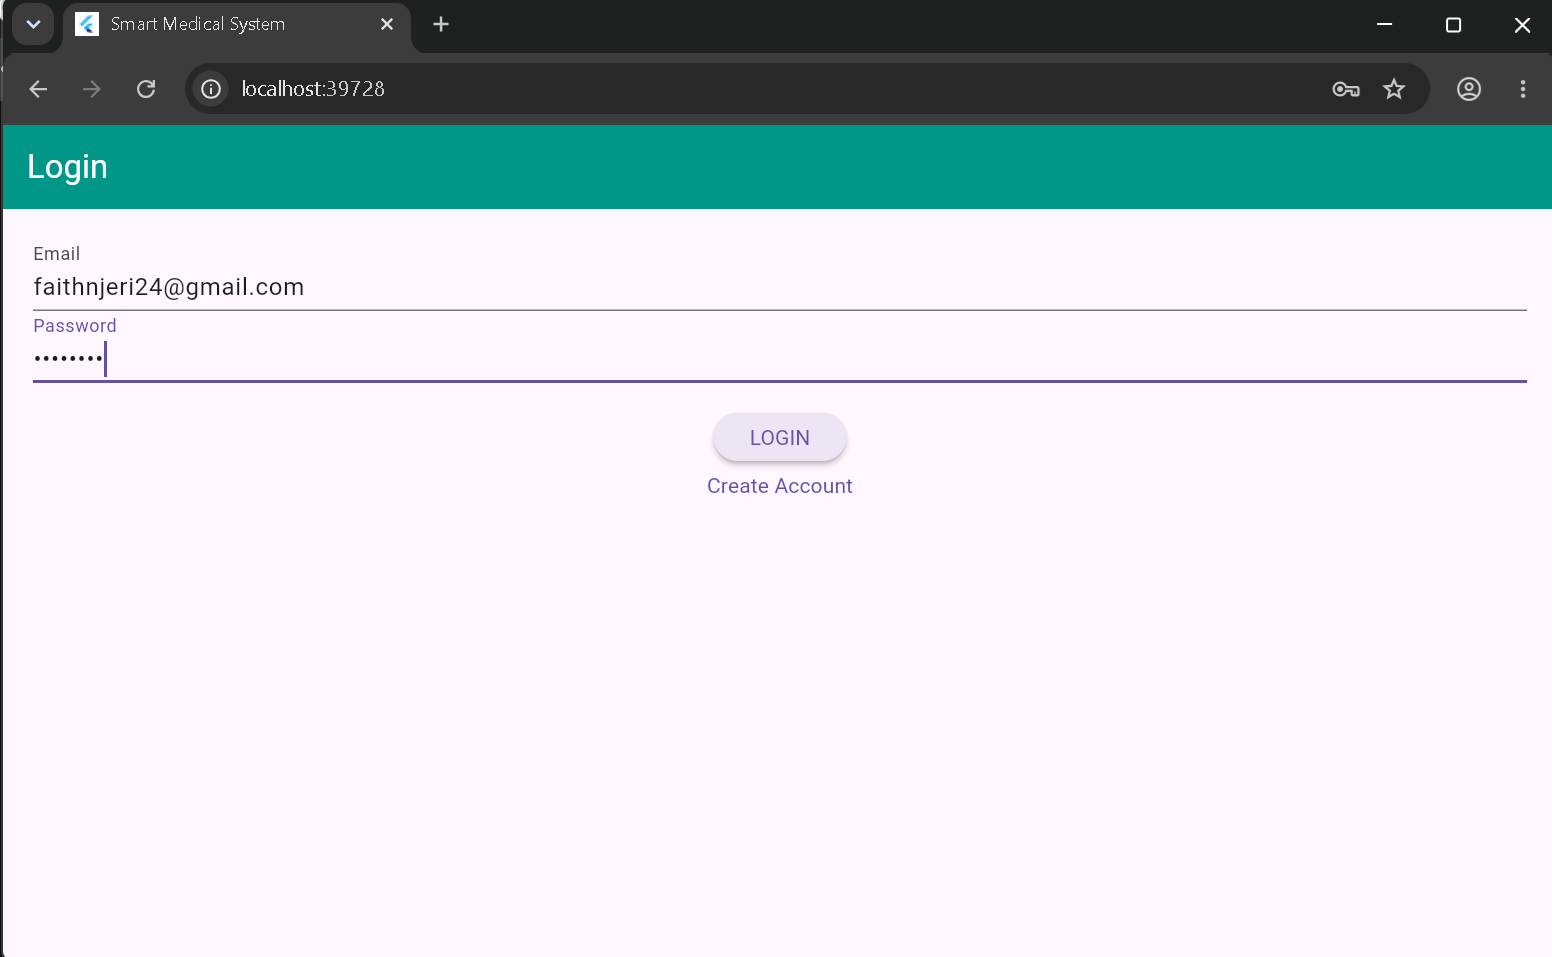 Smart Medical System
localhost:39728
Login
Email
faithnjeri24@gmail.com
Password
••••••••
LOGIN
Create Account